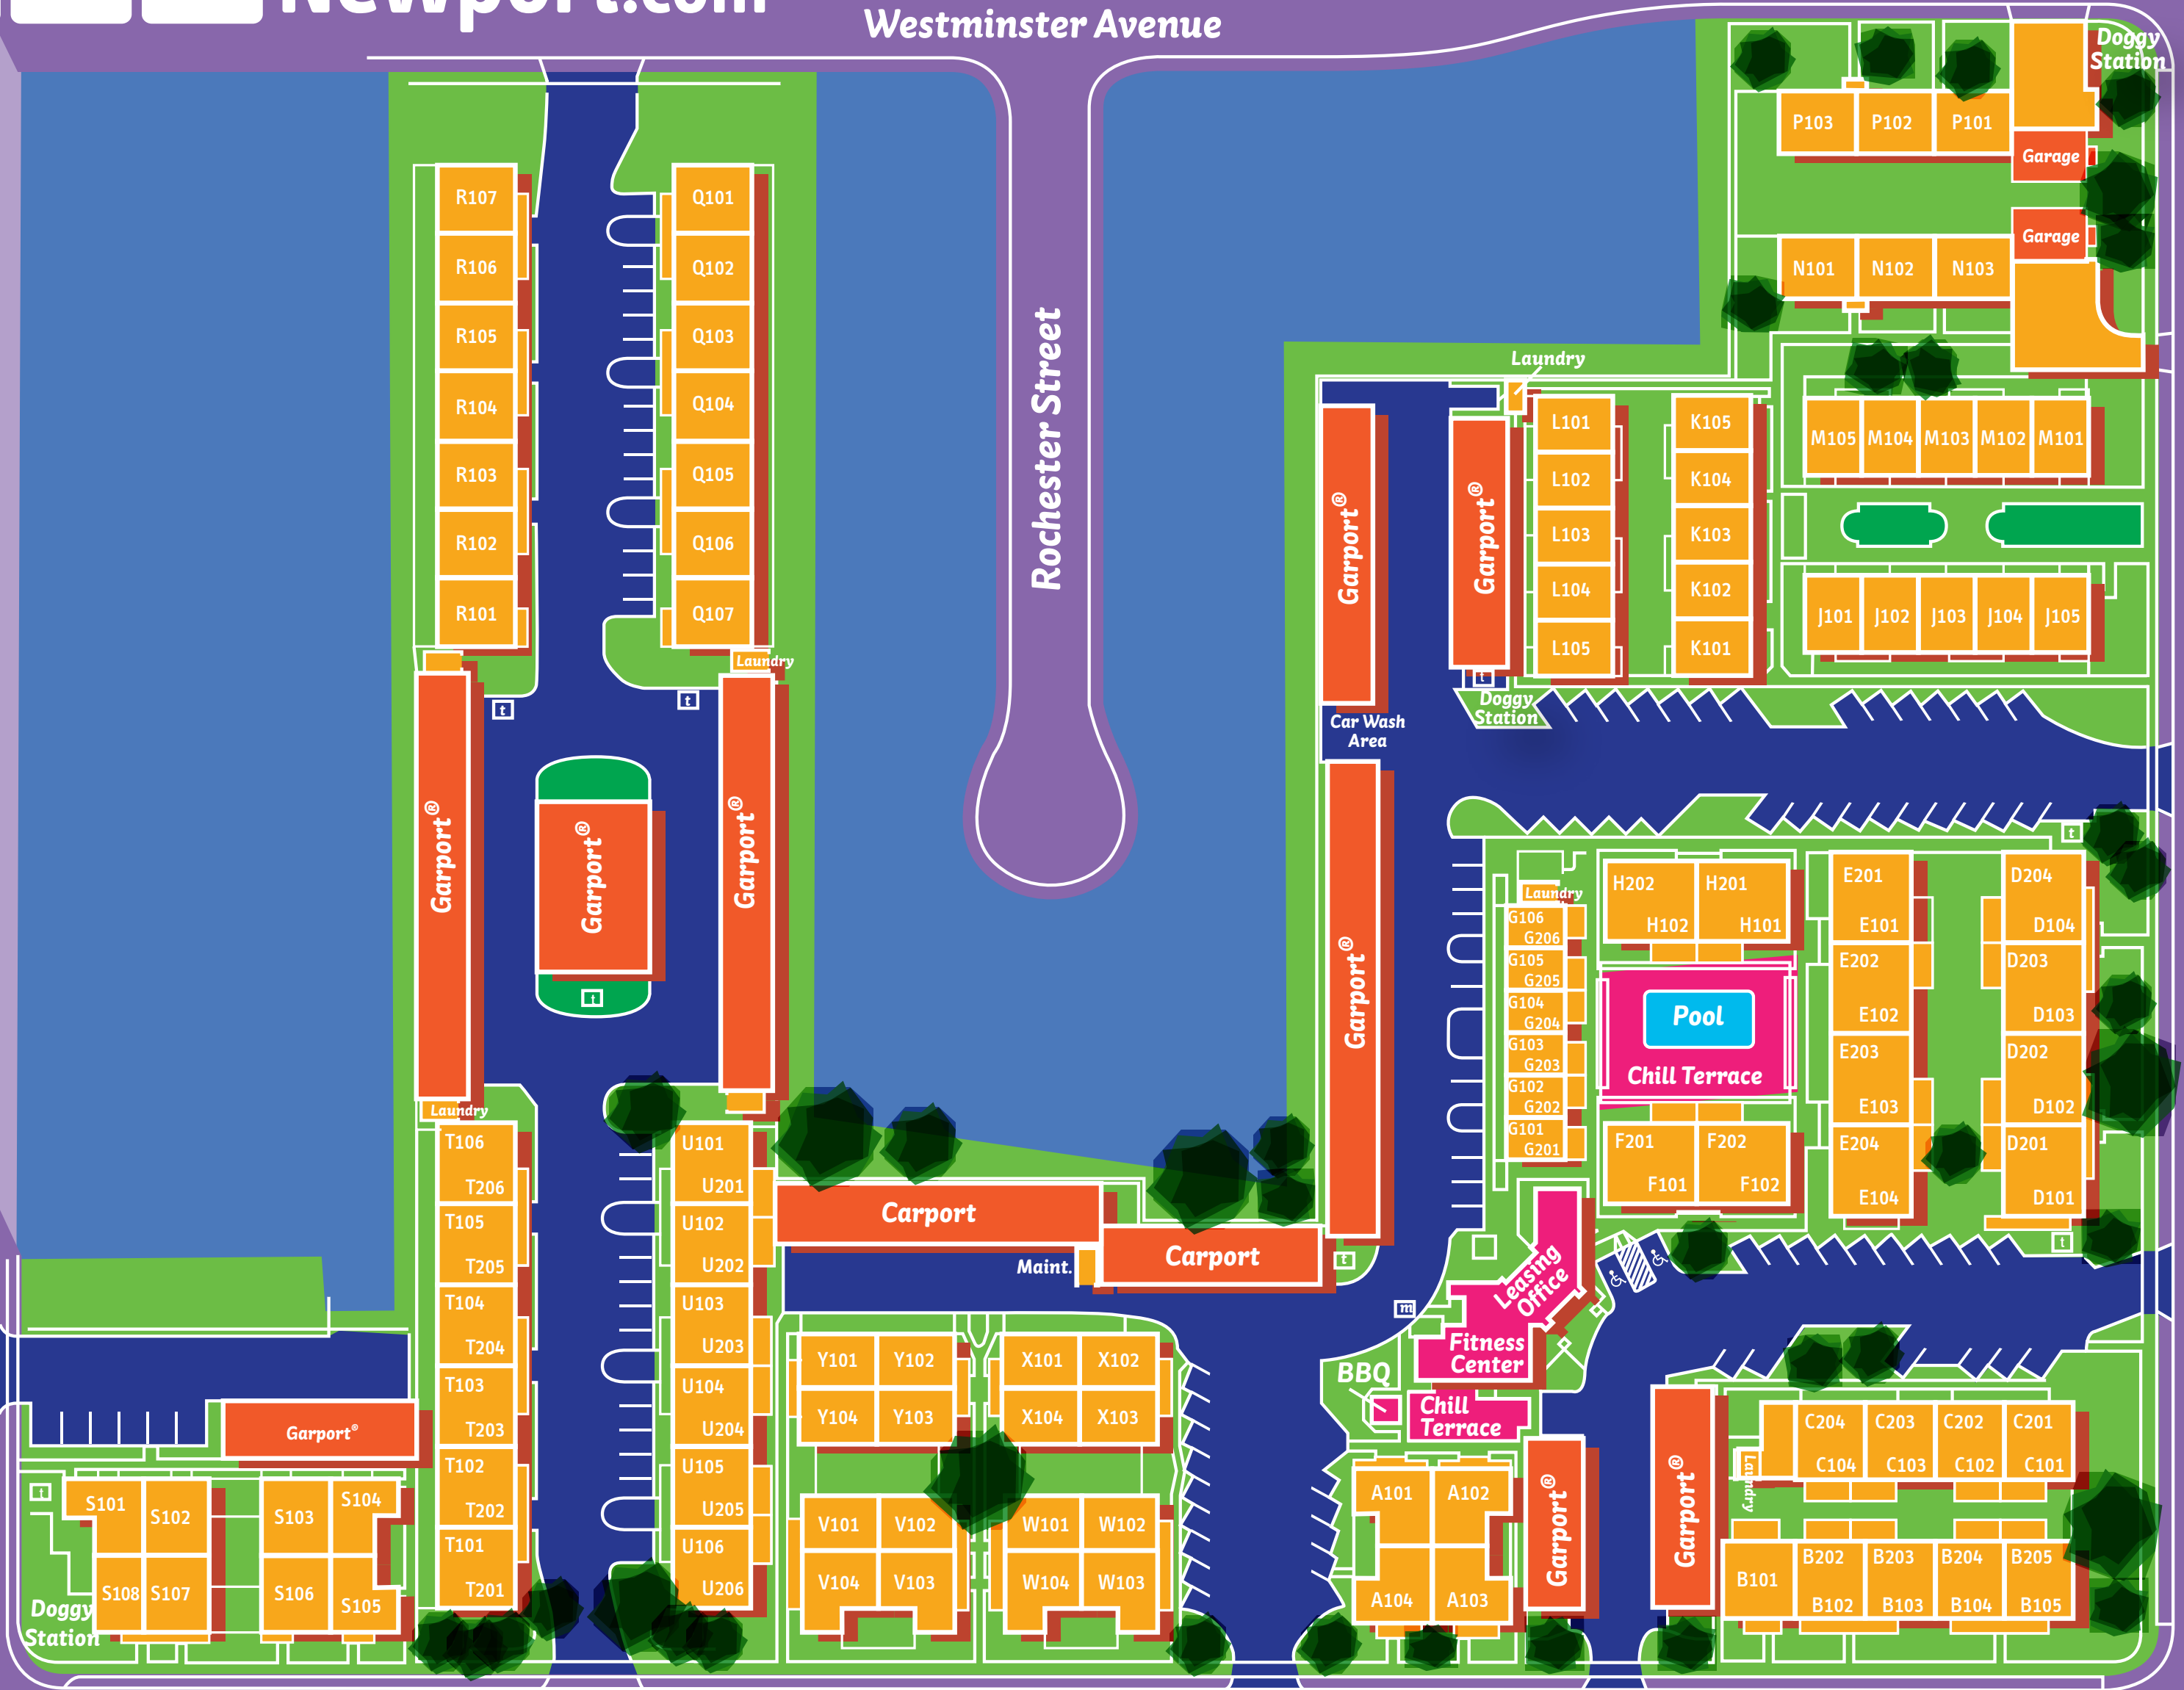 Newport.com
Westminster Avenue
Doggy
Station
P103 P102 P101
Garage
Garage
N101 N102 N103
R107
R106
R105
R104
R103
R102
R101
Q101
Q102
Q103
Q104
Q105
Q106
Q107
Laundry
Rochester Street
Laundry
Garport®
Garport®
L101
L102
L103
L104
L105
K105
K104
K103
K102
K101
M105 M104 M103 M102 M101
J101 J102 J103 J104 J105
t
Doggy
Station
Car Wash
Area
t
t
Garport®
Garport®
Garport®
t
Garport®
Laundry
G106
G206
G105
G205
G104
G204
G103
G203
G102
G202
G101
G201
H202 H201
H102 H101
Pool
Chill Terrace
F201 F202
F101 F102
E201
E101
E202
E102
E203
E103
E204
E104
D204
D104
D203
D103
D202
D102
D201
D101
t
t
Laundry
T106
T206
T105
T205
T104
T204
T103
T203
T102
T202
T101
T201
U101
U201
U102
U202
U103
U203
U104
U204
U105
U205
U106
U206
Carport
Carport
Maint.
t
m
Leasing
Office
Fitness
Center
BBQ
Chill
Terrace
Y101 Y102
Y104 Y103
X101 X102
X104 X103
V101 V102
V104 V103
W101 W102
W104 W103
A101 A102
A104 A103
Garport®
Garport®
Laundry
C204 C203 C202 C201
C104 C103 C102 C101
B101
B202 B203 B204 B205
B102 B103 B104 B105
Garport®
t
S101 S102
S103 S104
S108 S107
S106 S105
Doggy
Station